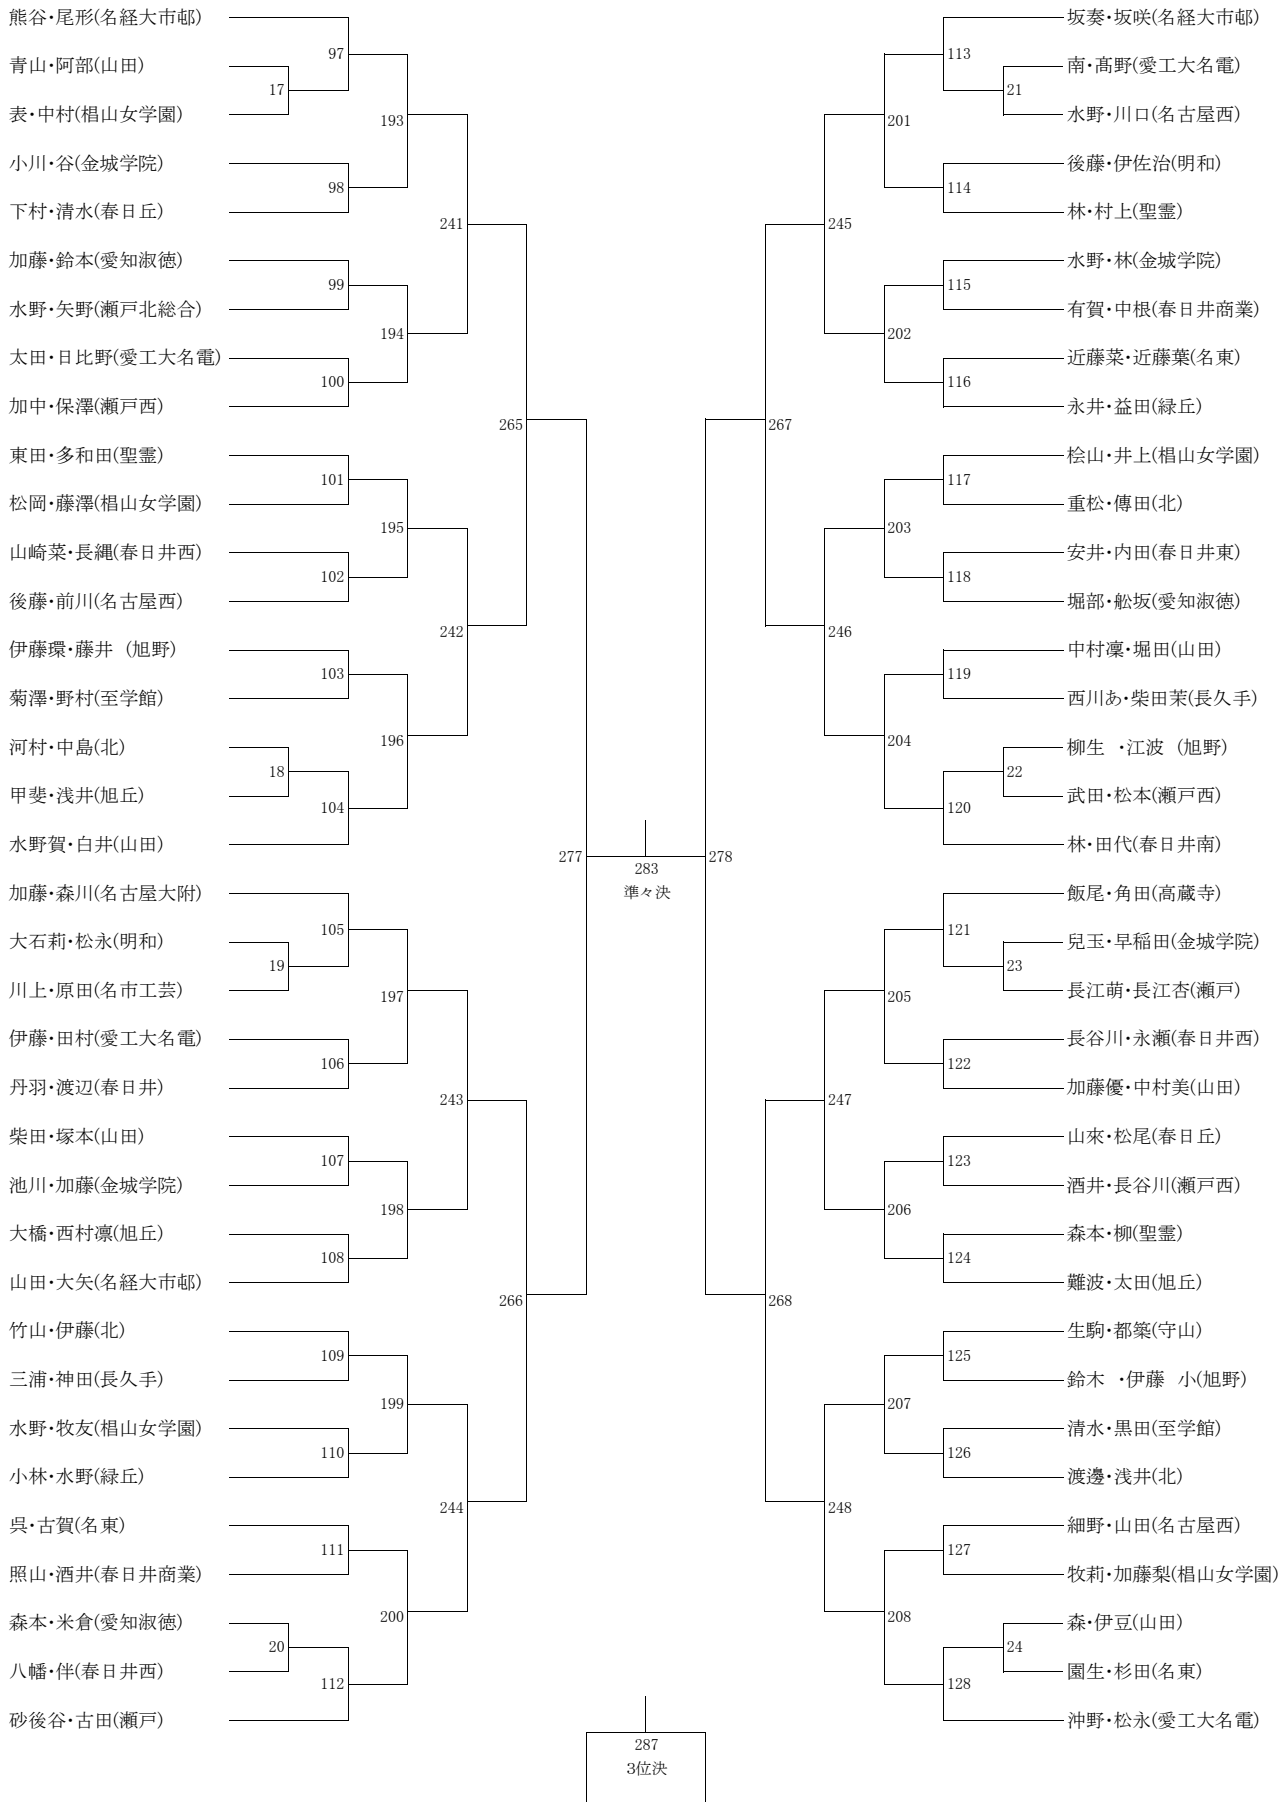 熊谷・尾形(名経大市邨)
97
青山・阿部(山田)
17
表・中村(椙山女学園)
193
小川・谷(金城学院)
98
下村・清水(春日丘)
241
加藤・鈴本(愛知淑徳)
99
水野・矢野(瀬戸北総合)
194
太田・日比野(愛工大名電)
100
加中・保澤(瀬戸西)
265
東田・多和田(聖霊)
101
松岡・藤澤(椙山女学園)
195
山崎菜・長縄(春日井西)
102
後藤・前川(名古屋西)
242
伊藤環・藤井 (旭野)
103
菊澤・野村(至学館)
196
河村・中島(北)
18
甲斐・浅井(旭丘)
104
水野賀・白井(山田)
277
加藤・森川(名古屋大附)
105
大石莉・松永(明和)
19
川上・原田(名市工芸)
197
伊藤・田村(愛工大名電)
106
丹羽・渡辺(春日井)
243
柴田・塚本(山田)
107
池川・加藤(金城学院)
198
大橋・西村凛(旭丘)
108
山田・大矢(名経大市邨)
266
竹山・伊藤(北)
109
三浦・神田(長久手)
199
水野・牧友(椙山女学園)
110
小林・水野(緑丘)
244
呉・古賀(名東)
111
照山・酒井(春日井商業)
200
森本・米倉(愛知淑徳)
20
八幡・伴(春日井西)
112
砂後谷・古田(瀬戸)
283
準々決
287
3位決
坂奏・坂咲(名経大市邨)
113
南・髙野(愛工大名電)
21
水野・川口(名古屋西)
201
後藤・伊佐治(明和)
114
林・村上(聖霊)
245
水野・林(金城学院)
115
有賀・中根(春日井商業)
202
近藤菜・近藤葉(名東)
116
永井・益田(緑丘)
267
桧山・井上(椙山女学園)
117
重松・傳田(北)
203
安井・内田(春日井東)
118
堀部・舩坂(愛知淑徳)
246
中村凜・堀田(山田)
119
西川あ・柴田茉(長久手)
204
柳生 ・江波 (旭野)
22
武田・松本(瀬戸西)
120
林・田代(春日井南)
278
飯尾・角田(高蔵寺)
121
兒玉・早稲田(金城学院)
23
長江萌・長江杏(瀬戸)
205
長谷川・永瀬(春日井西)
122
加藤優・中村美(山田)
247
山來・松尾(春日丘)
123
酒井・長谷川(瀬戸西)
206
森本・柳(聖霊)
124
難波・太田(旭丘)
268
生駒・都築(守山)
125
鈴木 ・伊藤 小(旭野)
207
清水・黒田(至学館)
126
渡邊・浅井(北)
248
細野・山田(名古屋西)
127
牧莉・加藤梨(椙山女学園)
208
森・伊豆(山田)
24
園生・杉田(名東)
128
沖野・松永(愛工大名電)